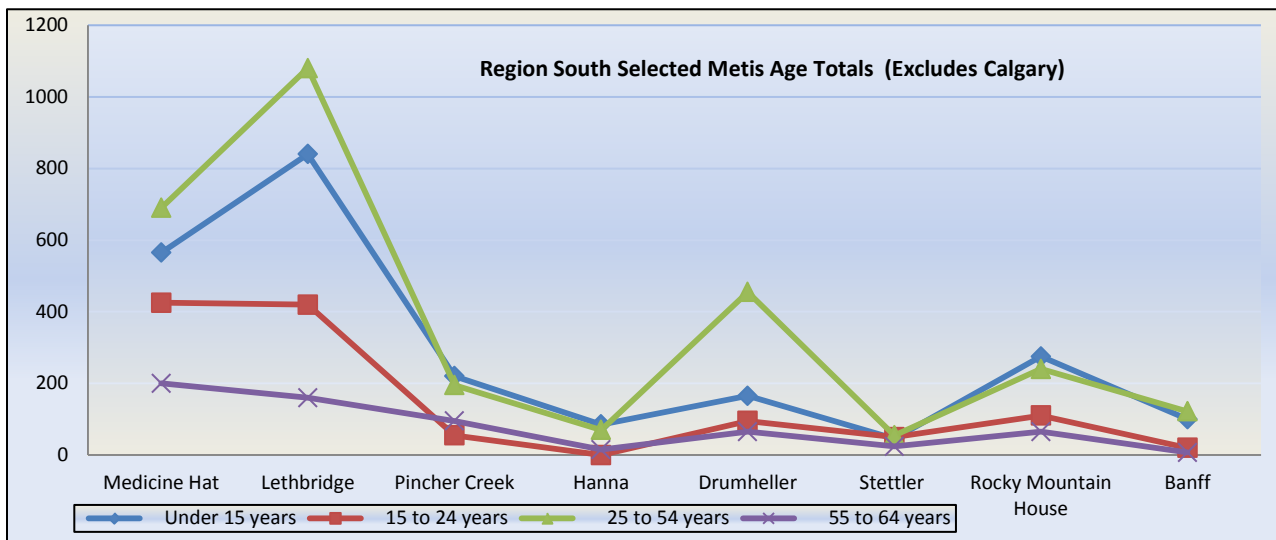 Region South Selected Metis Age Totals (Excludes Calgary)
1200
1000
800
600
400
200
0
Medicine Hat
Lethbridge
Pincher Creek
Hanna
Drumheller
Stettler
Rocky Mountain
House
Banff
Under 15 years
15 to 24 years
25 to 54 years
55 to 64 years